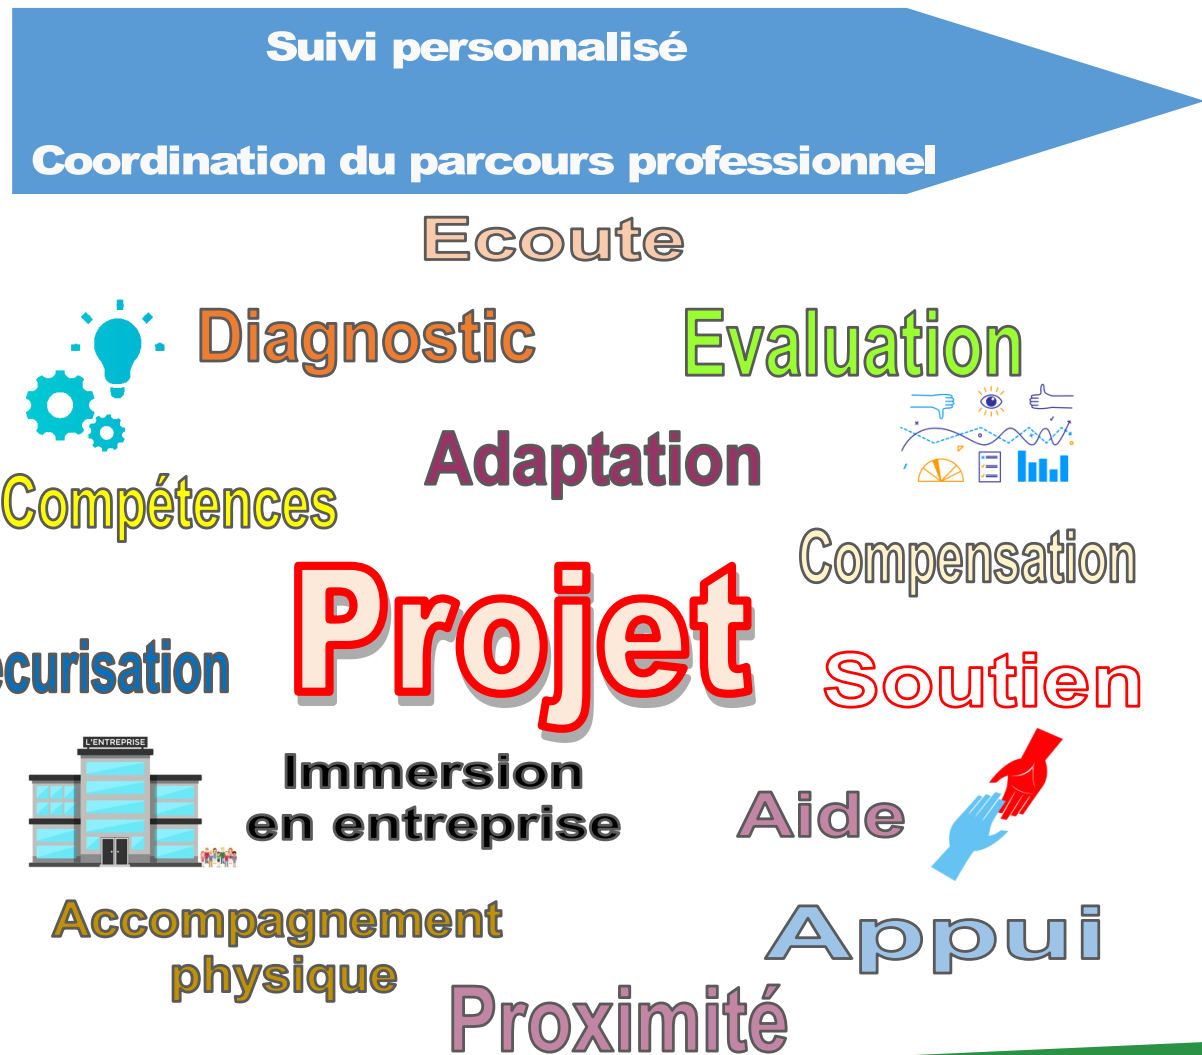 Suivi personnalisé
Coordination du parcours professionnel
Ecoute
Diagnostic
Evaluation
Adaptation
Compétences
Compensation
Projet
écurisation
Soutien
L'ENTREPRISE
Immersion
en entreprise
Aide
Accompagnement
physique
Appui
Proximité